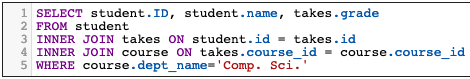 1 SELECT student.ID, student.name, takes.grade
2 FROM student
3 INNER JOIN takes ON student.id = takes.id
4 INNER JOIN course ON takes.course_id = course.course_id
5 WHERE course.dept_name='Comp. Sci.'